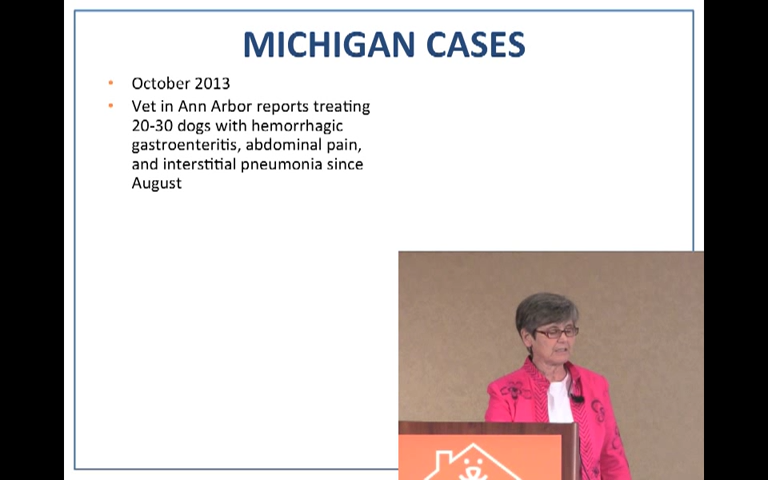 MICHIGAN CASES
• October 2013
• Vet in Ann Arbor reports treating
20-30 dogs with hemorrhagic
gastroenteritis, abdominal pain,
and interstitial pneumonia since
August